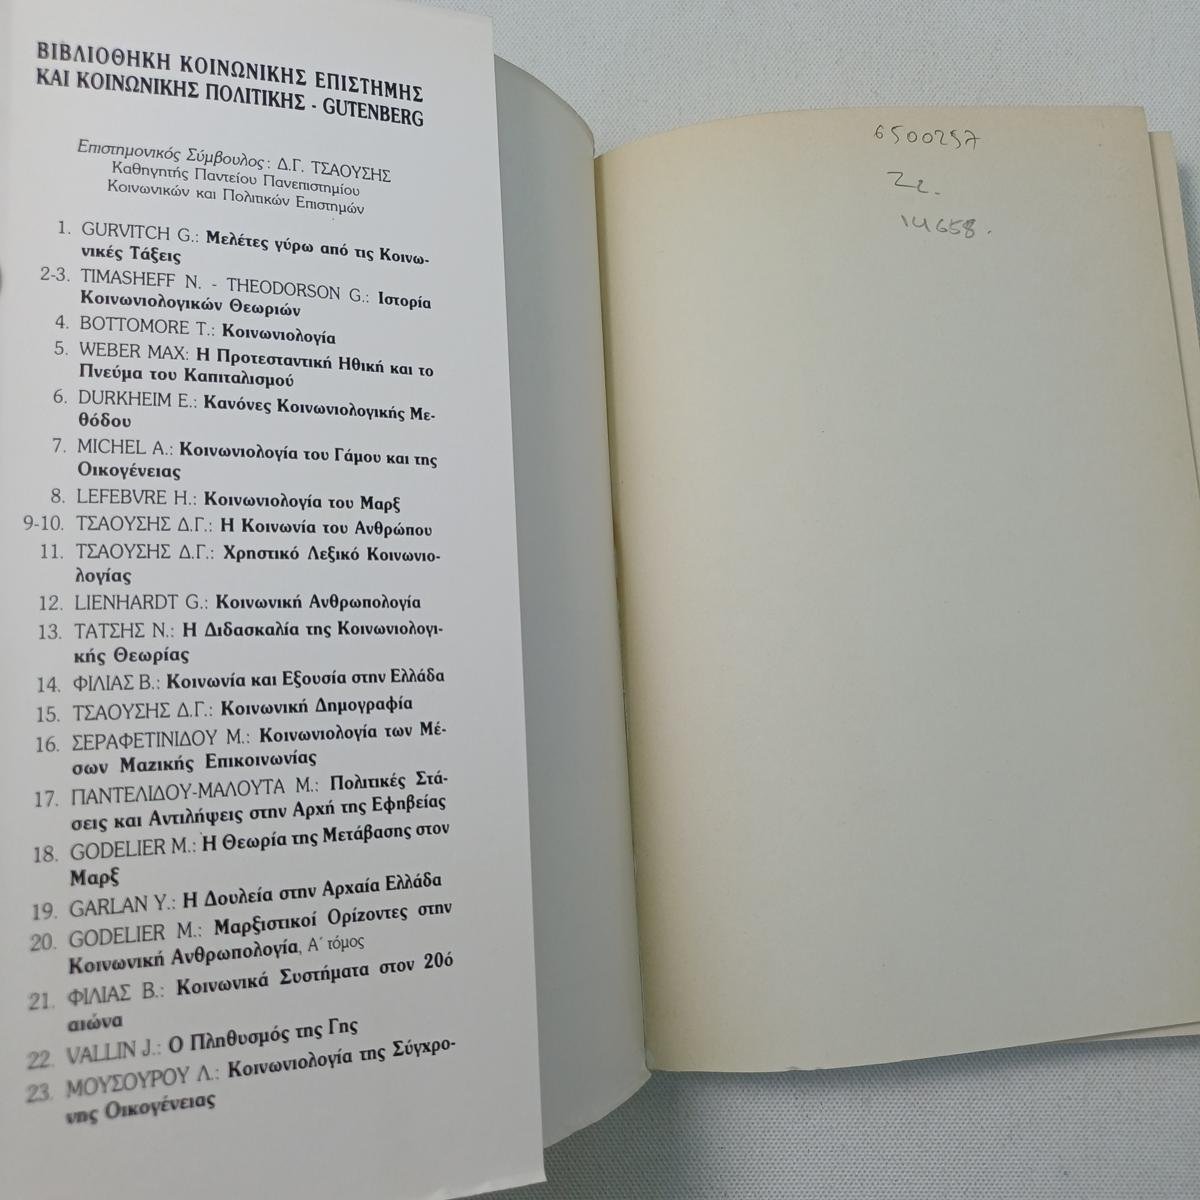 ΒΙΒΛΙΟΘΗΚΗ ΚΟΙΝΩΝΙΚΗΣ ΕΠΙΣΤΗΜΗΣ
ΚΑΙ ΚΟΙΝΩΝΙΚΗΣ ΠΟΛΙΤΙΚΗΣ - GUTENBERG
Επιστημονικός Σύμβουλος: Δ.Γ. ΤΣΑΟΥΣΗΣ
Καθηγητής Παντείου Πανεπιστημίου
Κοινωνικών και Πολιτικών Επιστημών
1. GURVITCH G.: Μελέτες γύρω από τις Κοινω-
νικές Τάξεις
2-3. TIMASHEFF N. - THEODORSON G.: Ιστορία
Κοινωνιολογικών Θεωριών
4. BOTTOMORE T.: Κοινωνιολογία
5. WEBER MAX: Η Προτεσταντική Ηθική και το
Πνεύμα του Καπιταλισμού
6. DURKHEIM E.: Κανόνες Κοινωνιολογικής Με-
θόδου
7. MICHEL A.: Κοινωνιολογία του Γάμου και της
Οικογένειας
8. LEFEBVRE H.: Κοινωνιολογία του Μαρξ
9-10. ΤΣΑΟΥΣΗΣ Δ.Γ.: Η Κοινωνία του Ανθρώπου
11. ΤΣΑΟΥΣΗΣ Δ.Γ.: Χρηστικό Λεξικό Κοινωνιο-
λογίας
12. LIENHARDT G.: Κοινωνική Ανθρωπολογία
13. ΤΑΤΣΗΣ Ν.: Η Διδασκαλία της Κοινωνιολογι-
κής Θεωρίας
14. ΦΙΛΙΑΣ Β.: Κοινωνία και Εξουσία στην Ελλάδα
15. ΤΣΑΟΥΣΗΣ Δ.Γ.: Κοινωνική Δημογραφία
16. ΣΕΡΑΦΕΤΙΝΙΔΟΥ Μ.: Κοινωνιολογία των Μέ-
σων Μαζικής Επικοινωνίας
17. ΠΑΝΤΕΛΙΔΟΥ-ΜΑΛΟΥΤΑ Μ.: Πολιτικές Στά-
σεις και Αντιλήψεις στην Αρχή της Εφηβείας
18. GODELIER M.: Η Θεωρία της Μετάβασης στον
Μαρξ
19. GARLAN Y.: Η Δουλεία στην Αρχαία Ελλάδα
20. GODELIER M.: Μαρξιστικοί Ορίζοντες στην
Κοινωνική Ανθρωπολογία, Α΄ τόμος
21. ΦΙΛΙΑΣ Β.: Κοινωνικά Συστήματα στον 20ό
αιώνα
22. VALLIN J.: Ο Πληθυσμός της Γης
23. ΜΟΥΣΟΥΡΟΥ Λ.: Κοινωνιολογία της Σύγχρο-
νης Οικογένειας
6500257
14658.